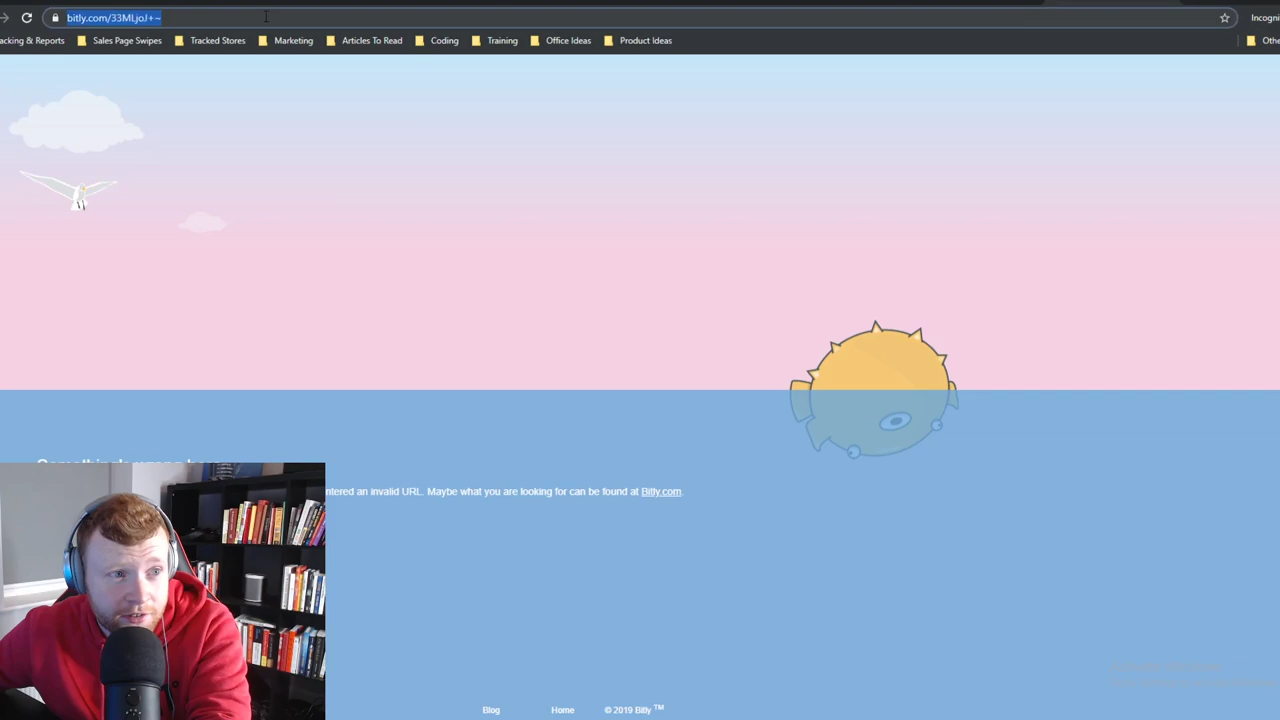 bitly.com/33MLjoJ+~
Incogni
acking & Reports Sales Page Swipes Tracked Stores Marketing Articles To Read Coding Training Office Ideas Product Ideas Othe
ntered an invalid URL. Maybe what you are looking for can be found at Bitly.com.
Blog Home © 2019 Bitly TM